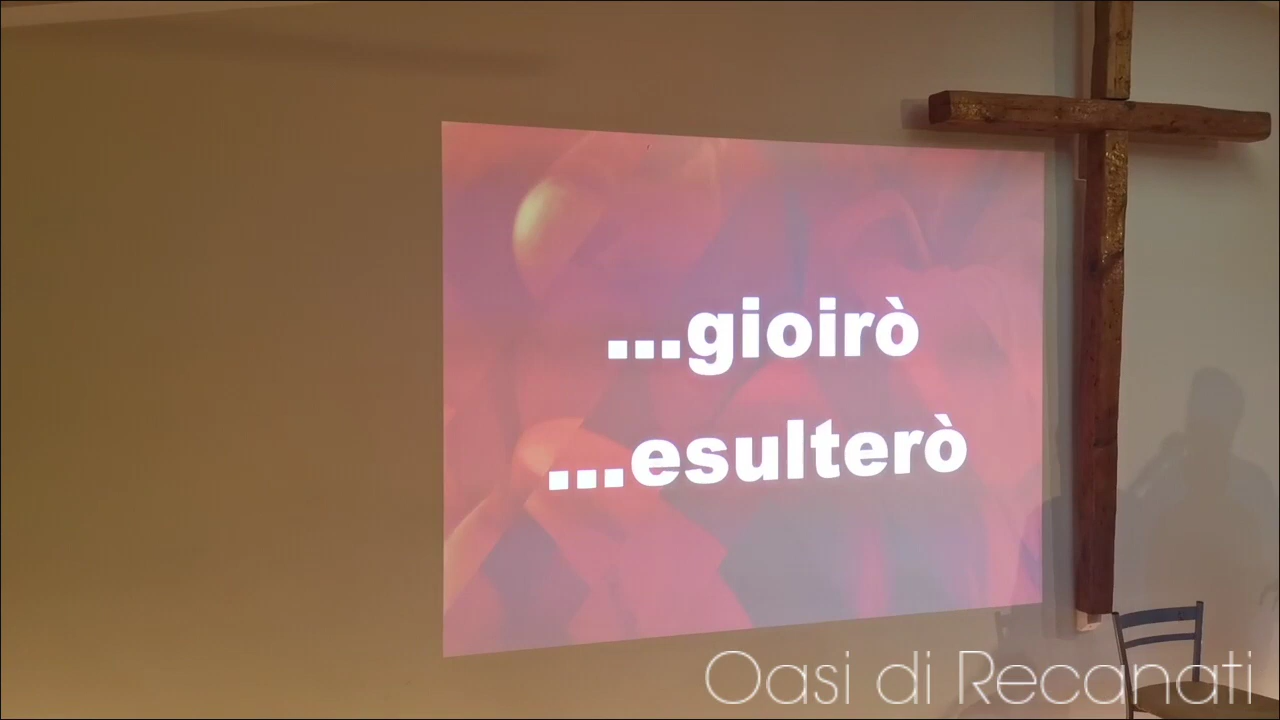 ...gioirò
...esulterò
Oasi di Recanati